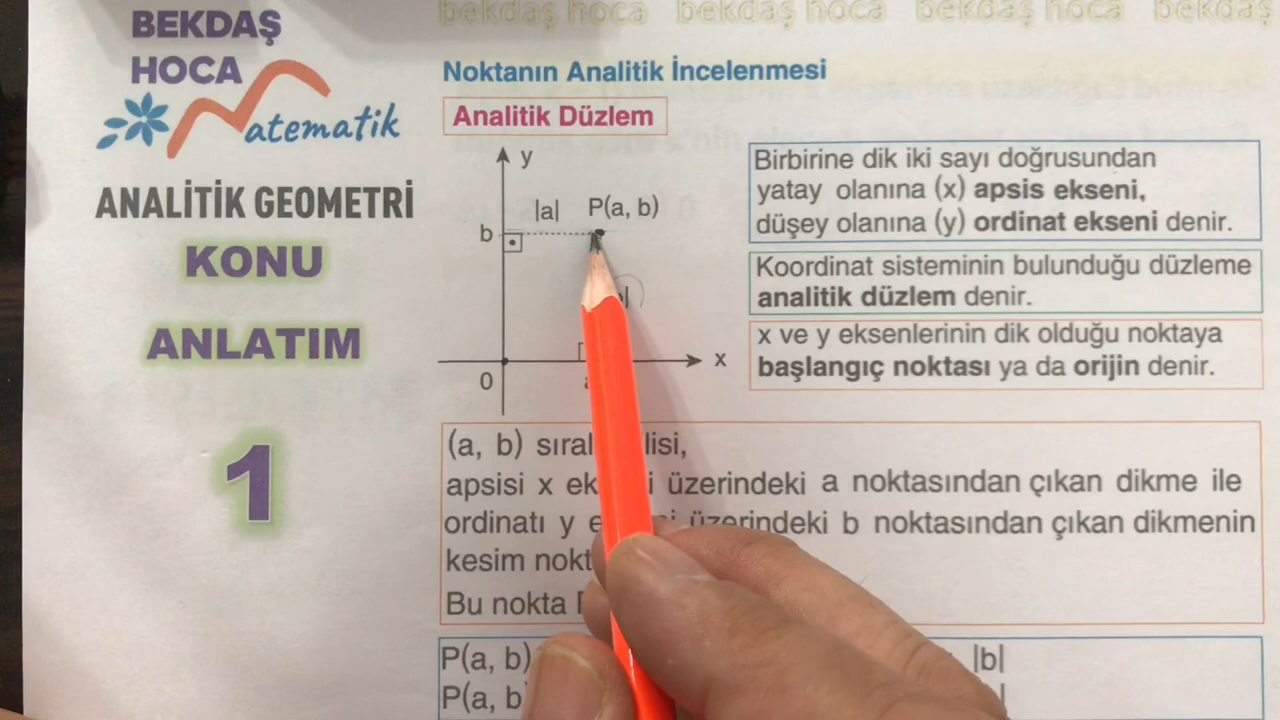 bekdaş hoca bekdaş hoca bekdaş hoca bekdaş
BEKDAŞ
HOCA
Matematik
ANALİTİK GEOMETRİ
KONU
ANLATIM
1
Noktanın Analitik İncelenmesi
Analitik Düzlem
y
|a| P(a, b)
b
x
0
Birbirine dik iki sayı doğrusundan
yatay olanına (x) apsis ekseni,
düşey olanına (y) ordinat ekseni denir.
Koordinat sisteminin bulunduğu düzleme
analitik düzlem denir.
x ve y eksenlerinin dik olduğu noktaya
başlangıç noktası ya da orijin denir.
(a, b)
apsisi x üzerindeki a noktasından çıkan dikme ile
ordinatı y üzerindeki b noktasından çıkan dikmenin
kesim
Bu nokta
P(a, b) |b|
P(a, b)